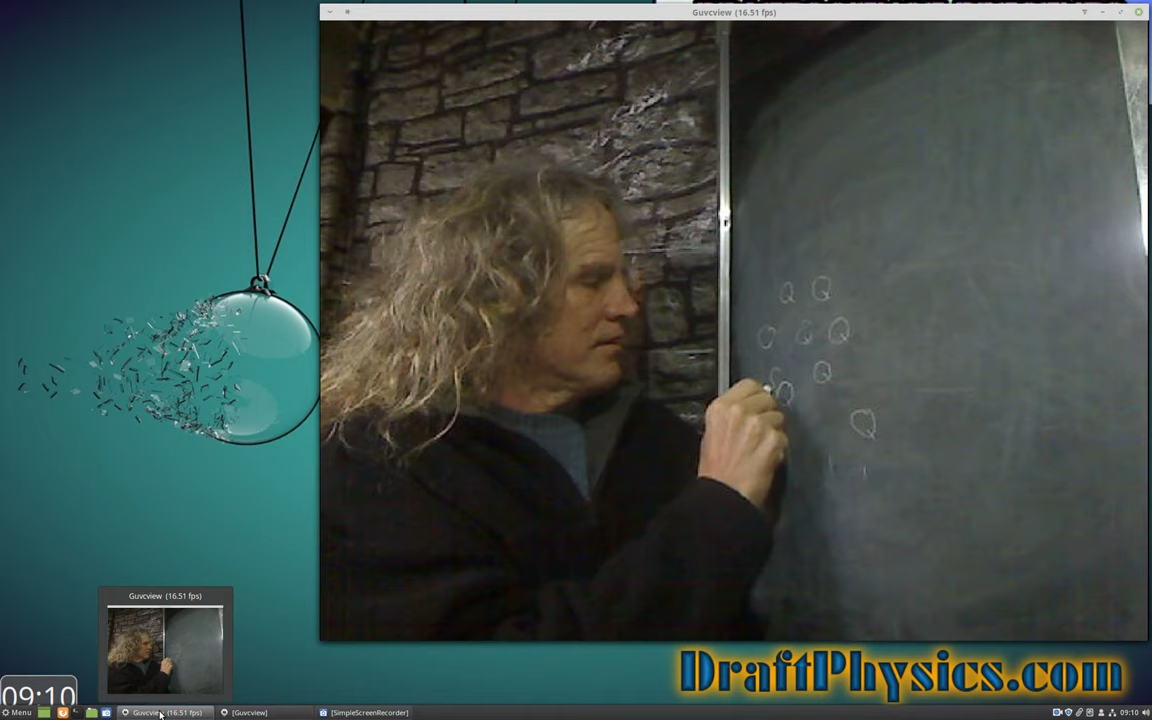 Guvcview (16.51 fps)
Q Q
Q Q Q
Q
Q
Q
Guvcview (16.51 fps)
DraftPhysics.com
09:10
Menu
Guvcview (16.51 fps)
[Guvcview]
[SimpleScreenRecorder]
09:10